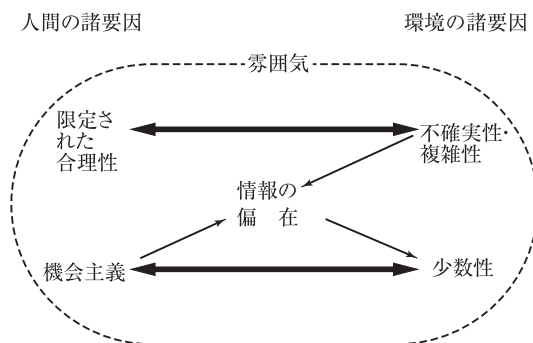 人間の諸要因
環境の諸要因
雰囲気
限定さ
れた
合理性
不確実性・
複雑性
情報の
偏　在
機会主義
少数性